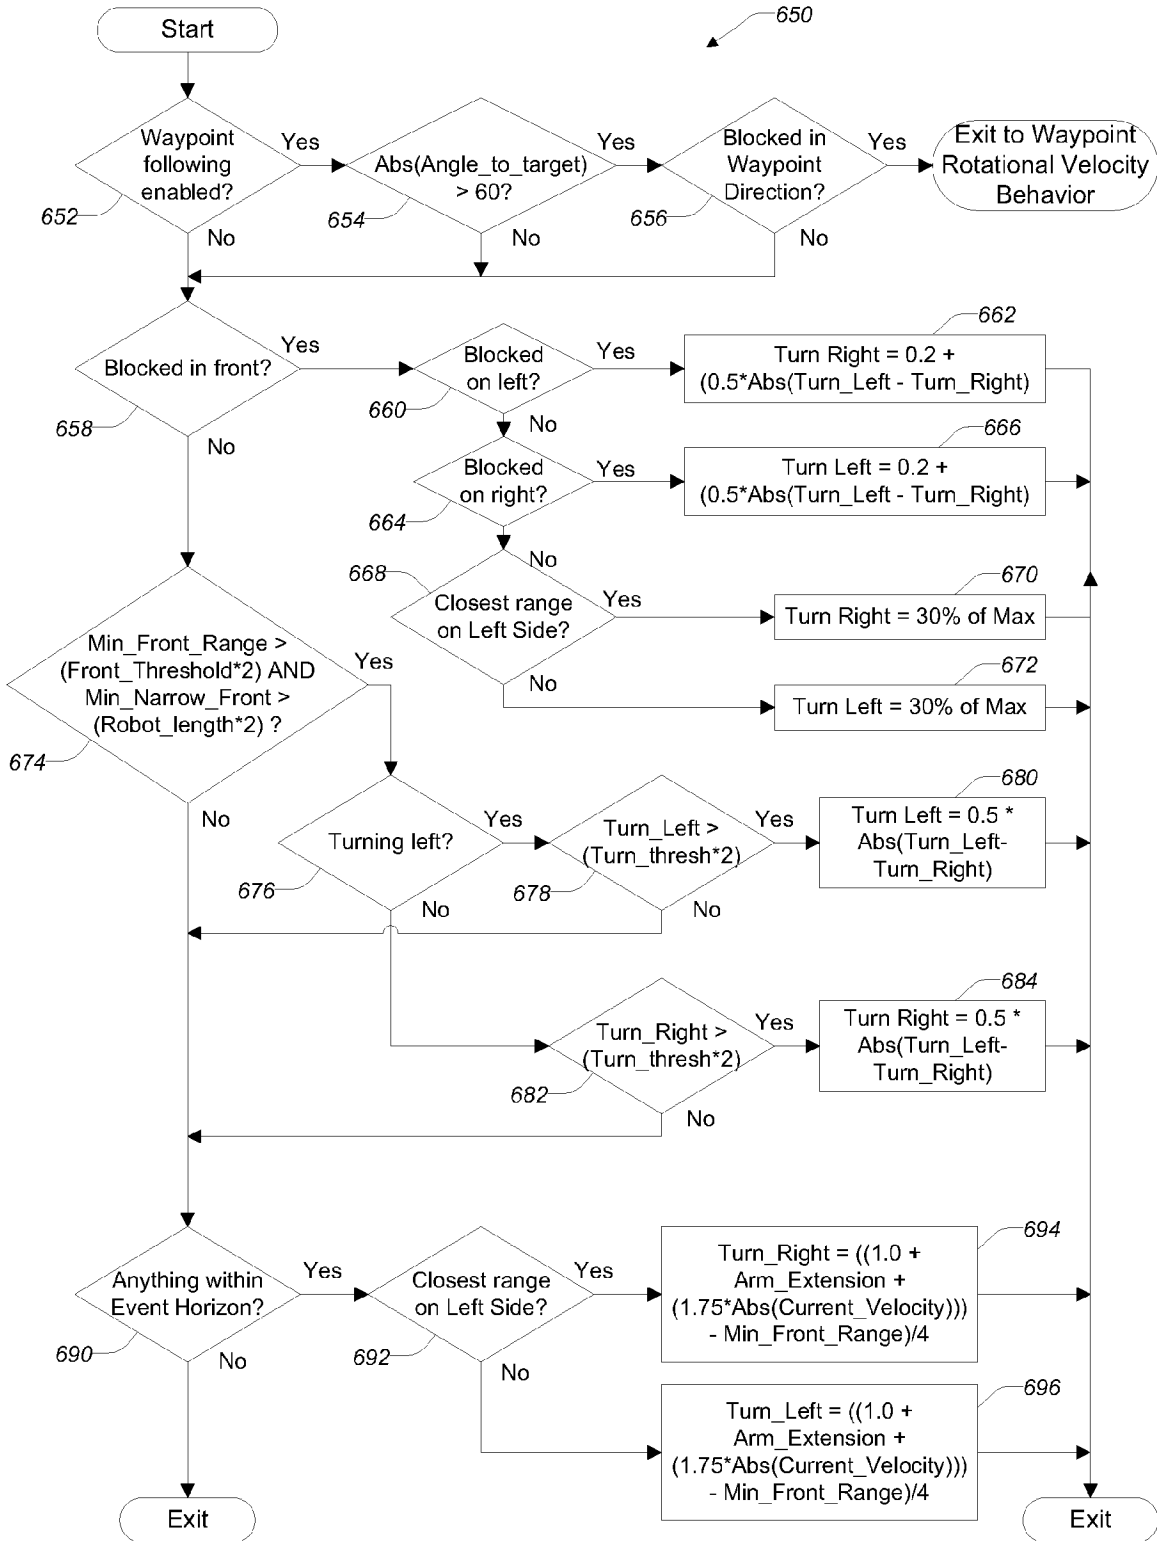 Start
650
Waypoint
following
enabled?
Yes
652
No
Abs(Angle_to_target)
> 60?
Yes
654
No
Blocked in
Waypoint
Direction?
Yes
656
No
Exit to Waypoint
Rotational Velocity
Behavior
Blocked in front?
Yes
658
No
Blocked
on left?
Yes
660
No
662
Turn Right = 0.2 +
(0.5*Abs(Turn_Left - Turn_Right)
Blocked
on right?
Yes
664
No
666
Turn Left = 0.2 +
(0.5*Abs(Turn_Left - Turn_Right)
668
Closest range
on Left Side?
Yes
No
670
Turn Right = 30% of Max
672
Turn Left = 30% of Max
Min_Front_Range >
(Front_Threshold*2) AND
Min_Narrow_Front >
(Robot_length*2) ?
Yes
674
No
Turning left?
Yes
676
No
Turn_Left >
(Turn_thresh*2)
Yes
678
No
680
Turn Left = 0.5 *
Abs(Turn_Left-
Turn_Right)
Turn_Right >
(Turn_thresh*2)
Yes
682
No
684
Turn Right = 0.5 *
Abs(Turn_Left-
Turn_Right)
Anything within
Event Horizon?
Yes
690
No
Closest range
on Left Side?
Yes
692
No
694
Turn_Right = ((1.0 +
Arm_Extension +
(1.75*Abs(Current_Velocity)))
- Min_Front_Range)/4
696
Turn_Left = ((1.0 +
Arm_Extension +
(1.75*Abs(Current_Velocity)))
- Min_Front_Range)/4
Exit
Exit